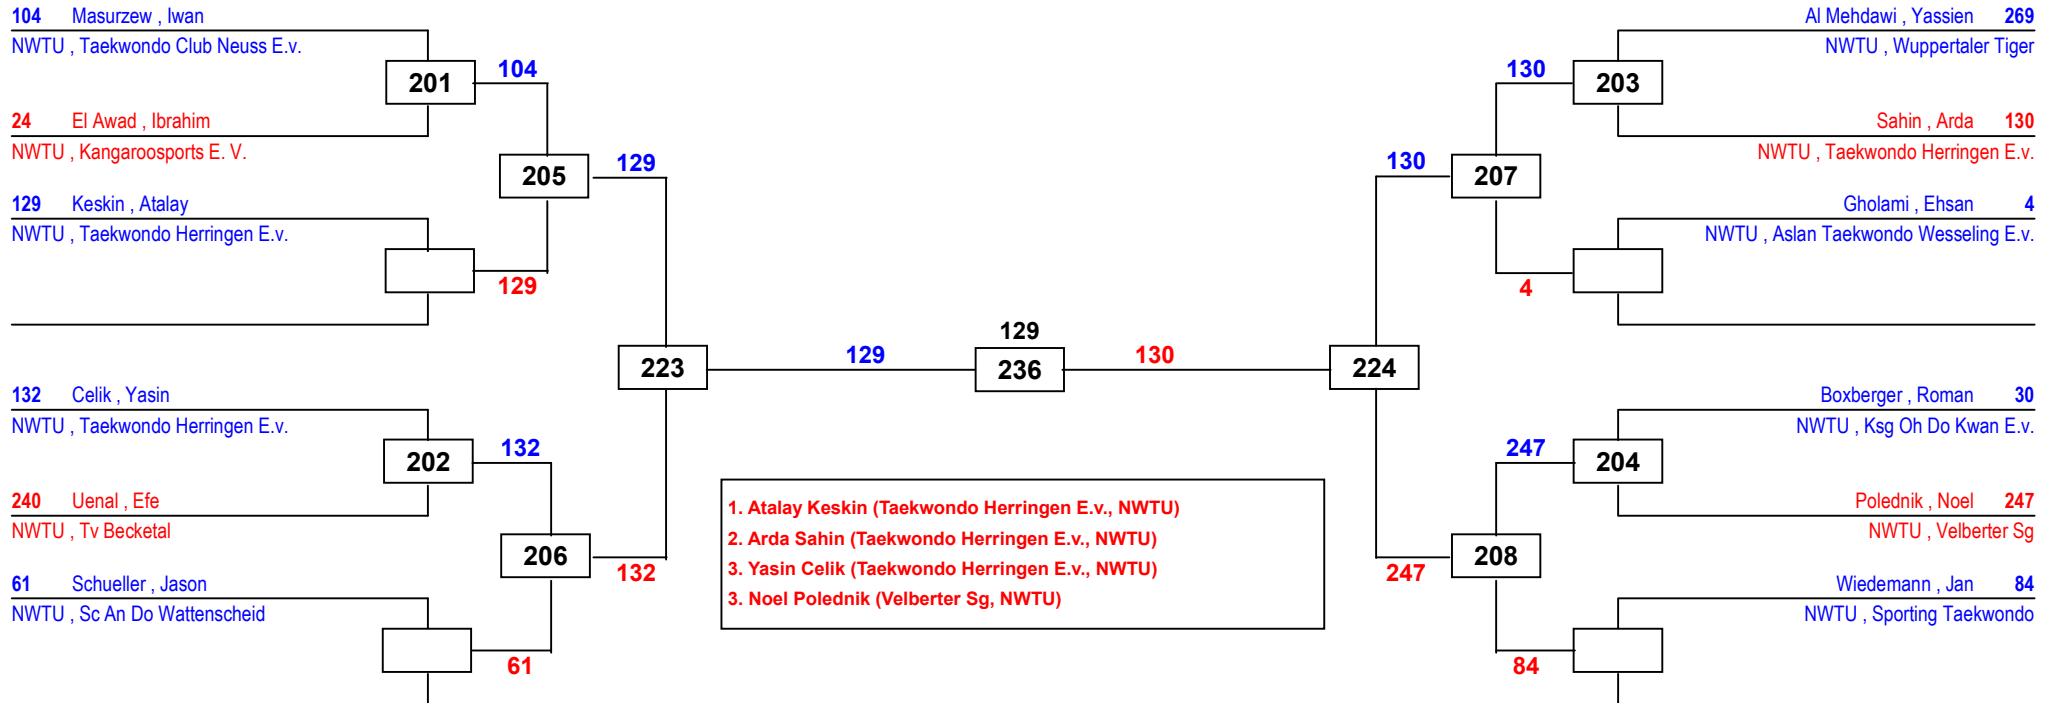 104 Masurzew , Iwan
NWTU , Taekwondo Club Neuss E.v.
201
104
24 El Awad , Ibrahim
NWTU , Kangaroosports E. V.
205
129
129 Keskin , Atalay
NWTU , Taekwondo Herringen E.v.
129
223
129
132 Celik , Yasin
NWTU , Taekwondo Herringen E.v.
202
132
240 Uenal , Efe
NWTU , Tv Becketal
206
132
61 Schueller , Jason
NWTU , Sc An Do Wattenscheid
61
129
236
130
1. Atalay Keskin (Taekwondo Herringen E.v., NWTU)
2. Arda Sahin (Taekwondo Herringen E.v., NWTU)
3. Yasin Celik (Taekwondo Herringen E.v., NWTU)
3. Noel Polednik (Velberter Sg, NWTU)
Al Mehdawi , Yassien 269
NWTU , Wuppertaler Tiger
130
203
Sahin , Arda 130
NWTU , Taekwondo Herringen E.v.
130
207
Gholami , Ehsan 4
NWTU , Aslan Taekwondo Wesseling E.v.
4
224
Boxberger , Roman 30
NWTU , Ksg Oh Do Kwan E.v.
247
204
Polednik , Noel 247
NWTU , Velberter Sg
247
208
Wiedemann , Jan 84
NWTU , Sporting Taekwondo
84